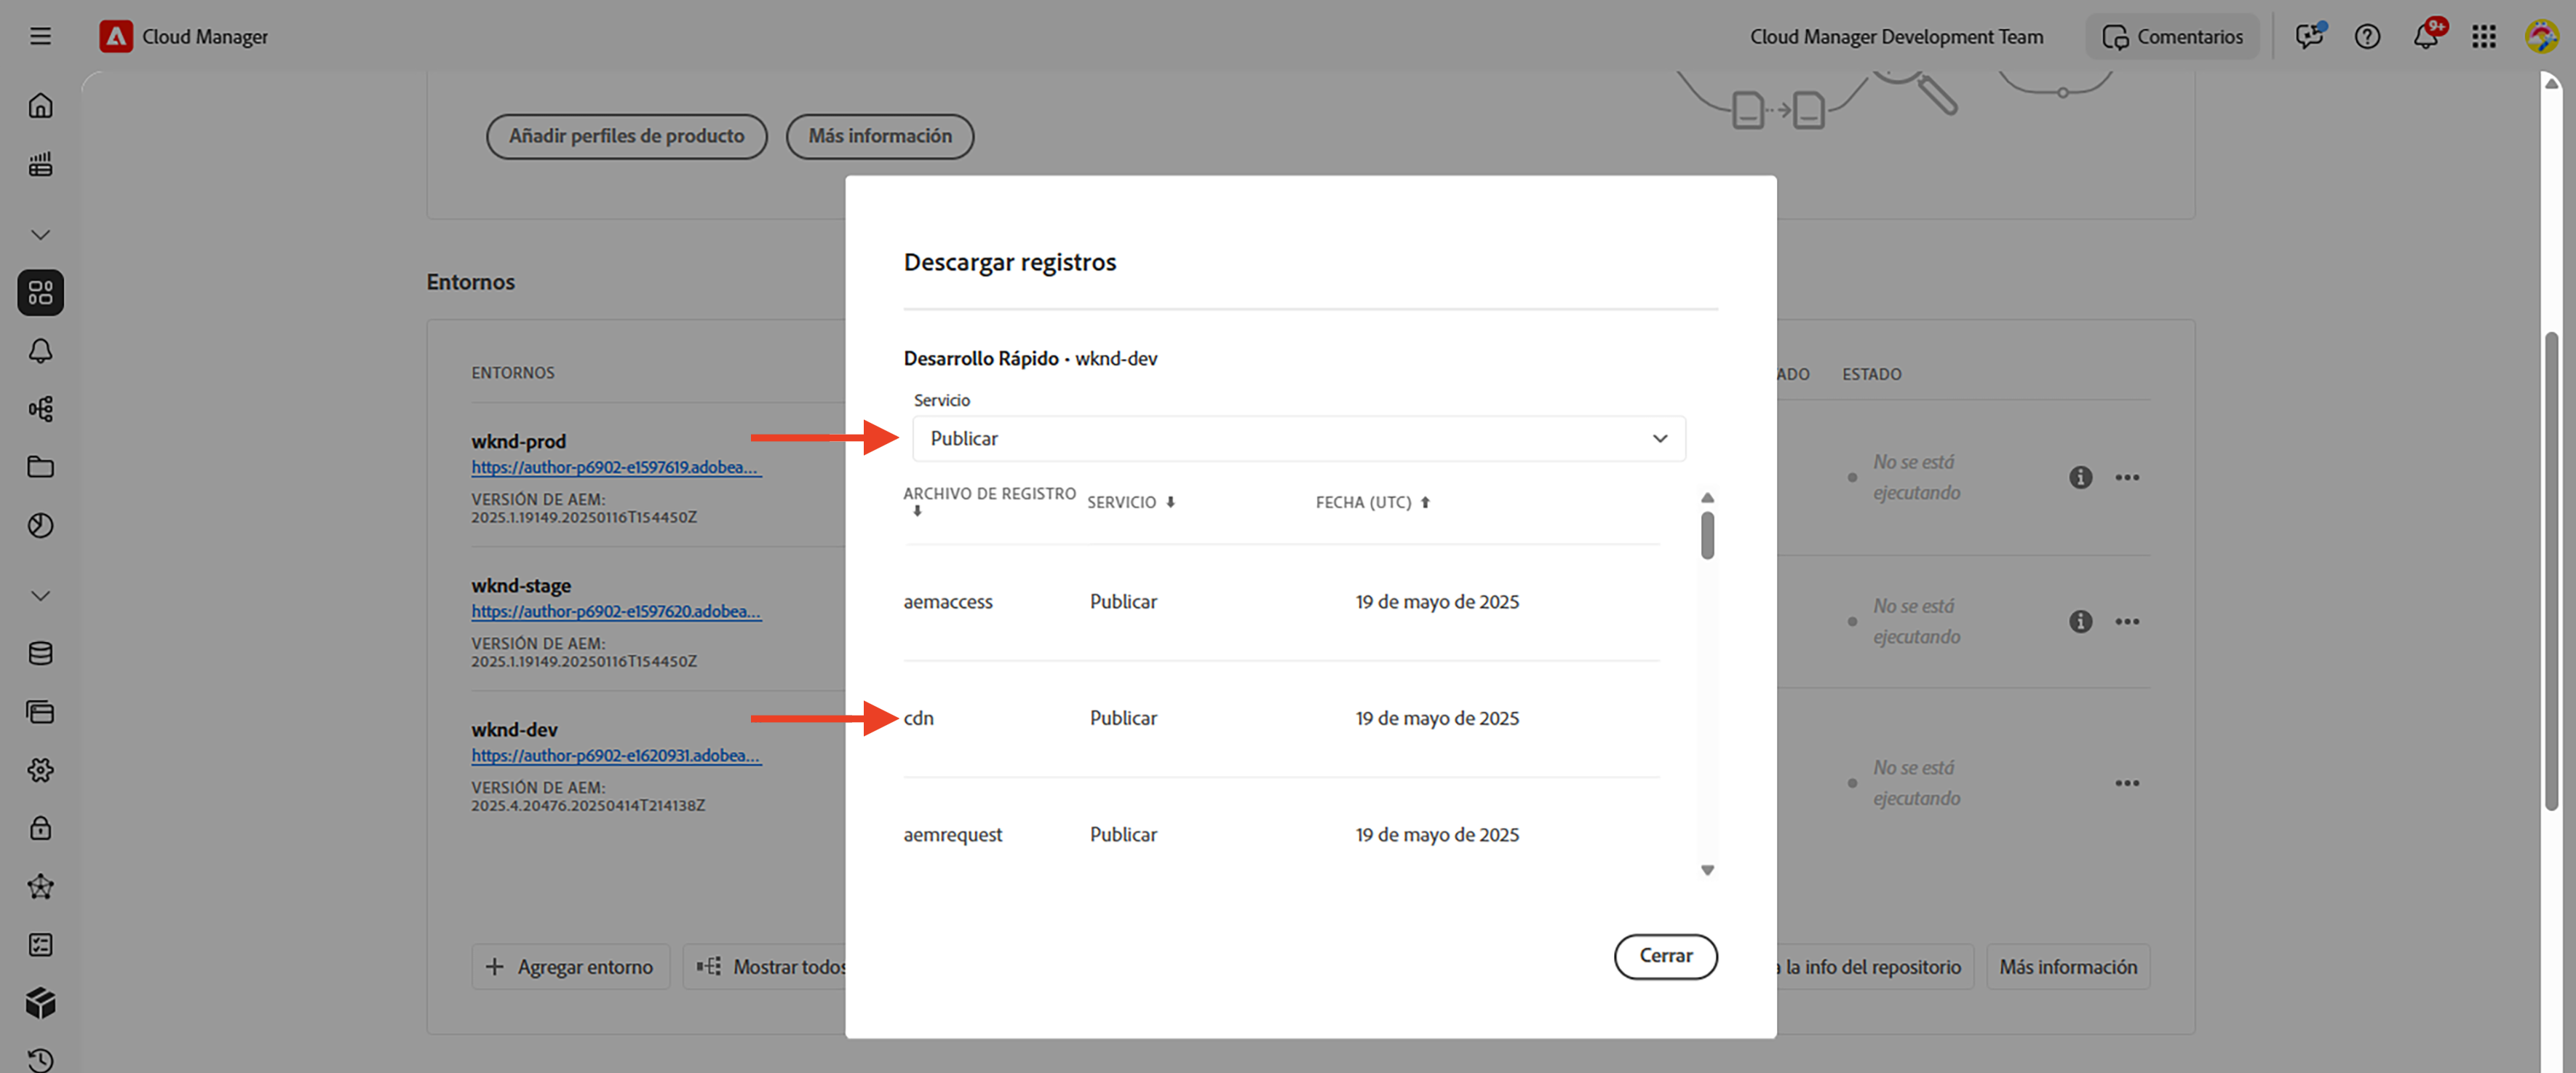 Cloud Manager
Cloud Manager Development Team
Comentarios
9+
Añadir perfiles de producto
Más información
Entornos
ENTORNOS
wknd-prod
https://author-p6902-e1597619.adobea...
VERSIÓN DE AEM:
2025.1.19149.20250116T154450Z
wknd-stage
https://author-p6902-e1597620.adobea...
VERSIÓN DE AEM:
2025.1.19149.20250116T154450Z
wknd-dev
https://author-p6902-e1620931.adobea...
VERSIÓN DE AEM:
2025.4.20476.20250414T214138Z
Agregar entorno
Mostrar todos
Descargar registros
Desarrollo Rápido • wknd-dev
Servicio
Publicar
ARCHIVO DE REGISTRO
SERVICIO
FECHA (UTC)
aemaccess Publicar 19 de mayo de 2025
cdn Publicar 19 de mayo de 2025
aemrequest Publicar 19 de mayo de 2025
Cerrar
ADO
ESTADO
No se está
ejecutando
No se está
ejecutando
No se está
ejecutando
a la info del repositorio
Más información